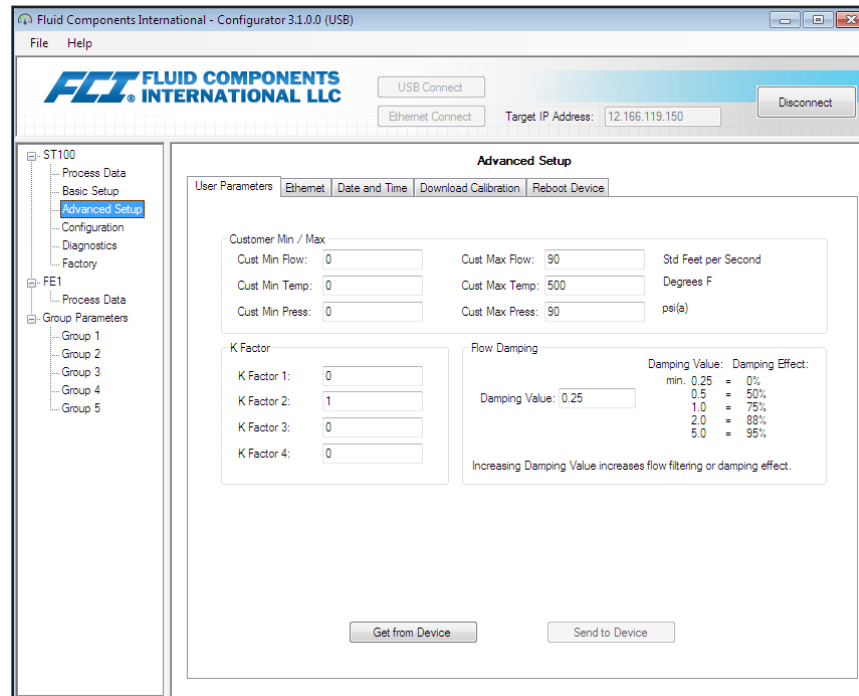 Fluid Components International - Configurator 3.1.0.0 (USB)
File Help
FCI® FLUID COMPONENTS INTERNATIONAL LLC
USB Connect
Ethernet Connect
Target IP Address: 12.166.119.150
Disconnect
ST100
Process Data
Basic Setup
Advanced Setup
Configuration
Diagnostics
Factory
FE1
Process Data
Group Parameters
Group 1
Group 2
Group 3
Group 4
Group 5
Advanced Setup
User Parameters Ethernet Date and Time Download Calibration Reboot Device
Customer Min / Max
Cust Min Flow: 0 Cust Max Flow: 90 Std Feet per Second
Cust Min Temp: 0 Cust Max Temp: 500 Degrees F
Cust Min Press: 0 Cust Max Press: 90 psi(a)
K Factor
K Factor 1: 0
K Factor 2: 1
K Factor 3: 0
K Factor 4: 0
Flow Damping
Damping Value: 0.25
Damping Value: Damping Effect:
min. 0.25 = 0%
0.5 = 50%
1.0 = 75%
2.0 = 88%
5.0 = 95%
Increasing Damping Value increases flow filtering or damping effect.
Get from Device
Send to Device